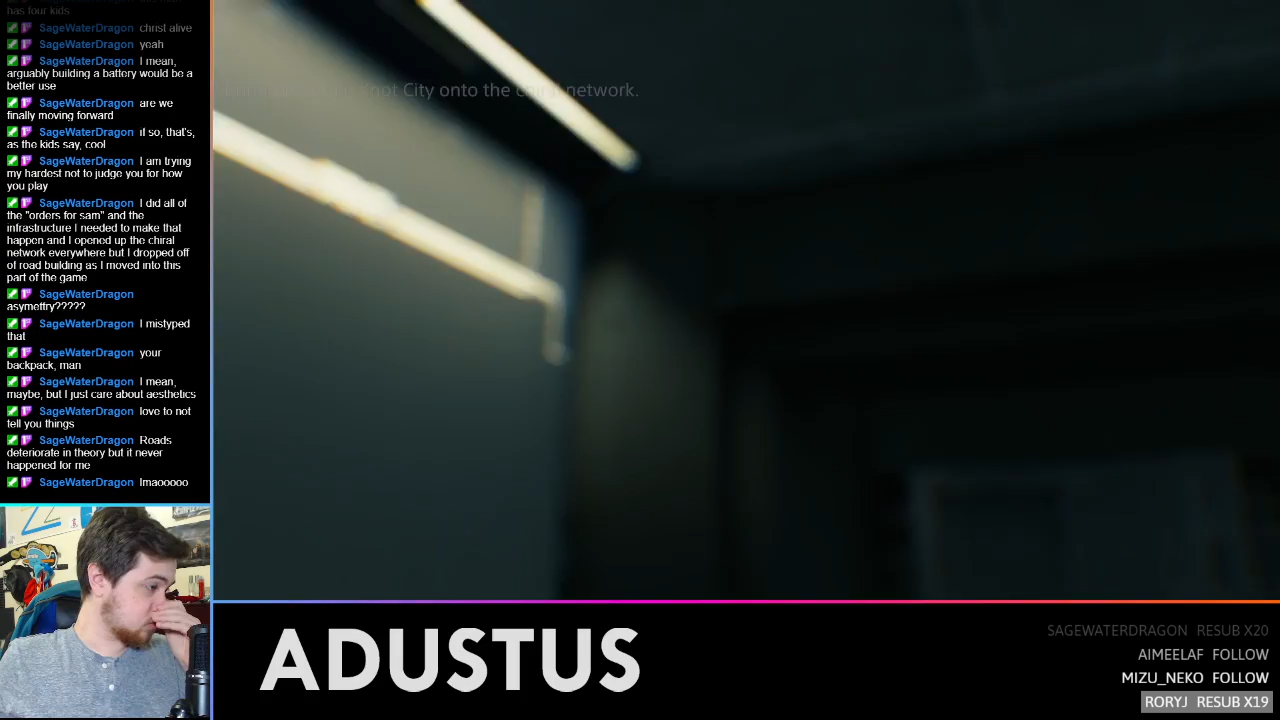 has four kids
SageWaterDragon christ alive
SageWaterDragon yeah
SageWaterDragon I mean,
arguably building a battery would be a
better use
SageWaterDragon are we
finally moving forward
SageWaterDragon if so, that's,
as the kids say, cool
SageWaterDragon I am trying
my hardest not to judge you for how
you play
SageWaterDragon I did all of
the "orders for sam" and the
infrastructure I needed to make that
happen and I opened up the chiral
network everywhere but I dropped off
of road building as I moved into this
part of the game
SageWaterDragon
asymettry?????
SageWaterDragon I mistyped
that
SageWaterDragon your
backpack, man
SageWaterDragon I mean,
maybe, but I just care about aesthetics
SageWaterDragon love to not
tell you things
SageWaterDragon Roads
deteriorate in theory but it never
happened for me
SageWaterDragon lmaooooo
Knot City onto the chiral network.
ADUSTUS
SAGEWATERDRAGON RESUB X20
AIMEELAF FOLLOW
MIZU_NEKO FOLLOW
RORYJ RESUB X19